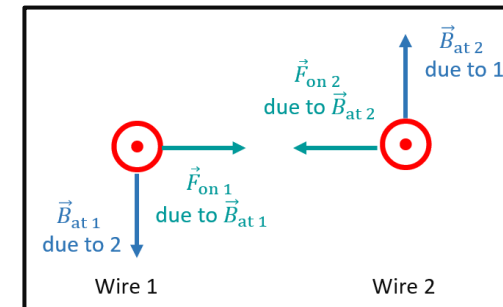 B⃗at 2
due to 1
F⃗on 2
due to B⃗at 2
F⃗on 1
due to B⃗at 1
B⃗at 1
due to 2
Wire 1
Wire 2